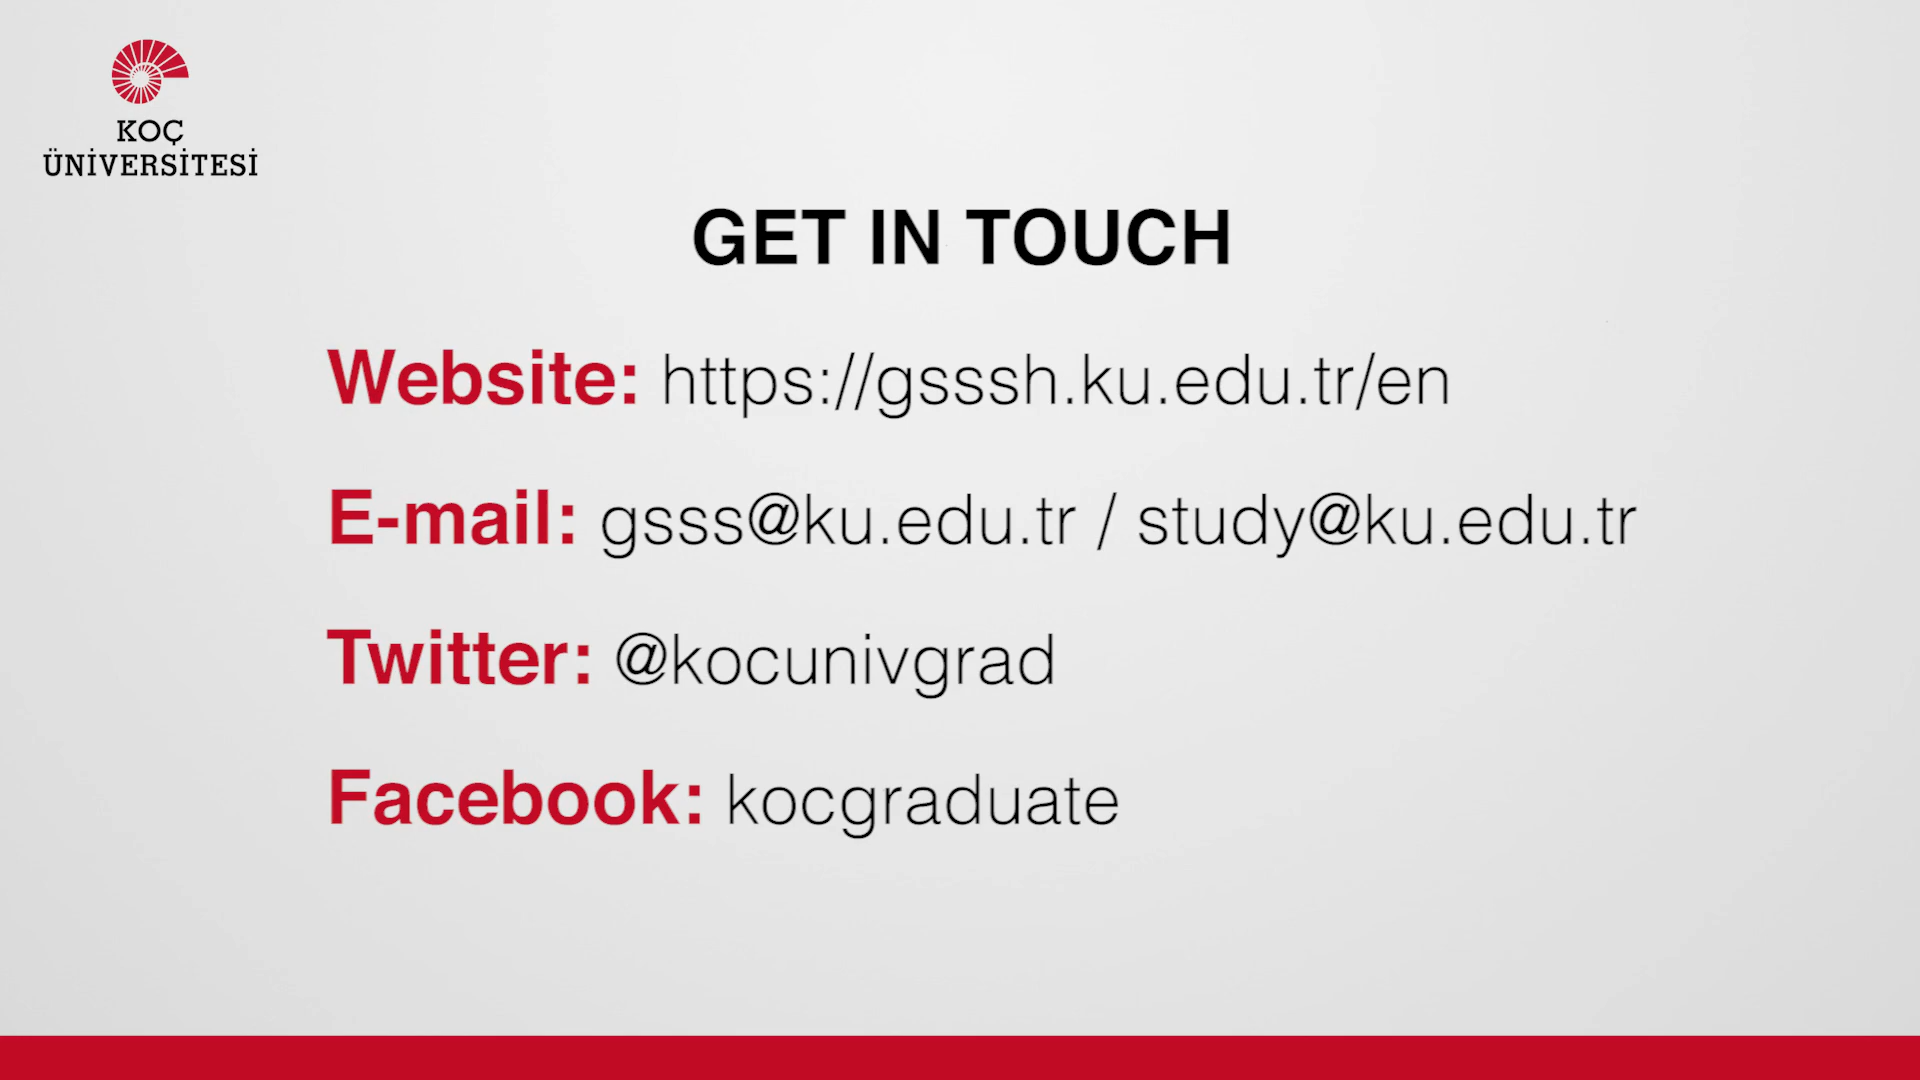 KOÇ
ÜNİVERSİTESİ
GET IN TOUCH
Website: https://gsssh.ku.edu.tr/en
E-mail: gsss@ku.edu.tr / study@ku.edu.tr
Twitter: @kocunivgrad
Facebook: kocgraduate